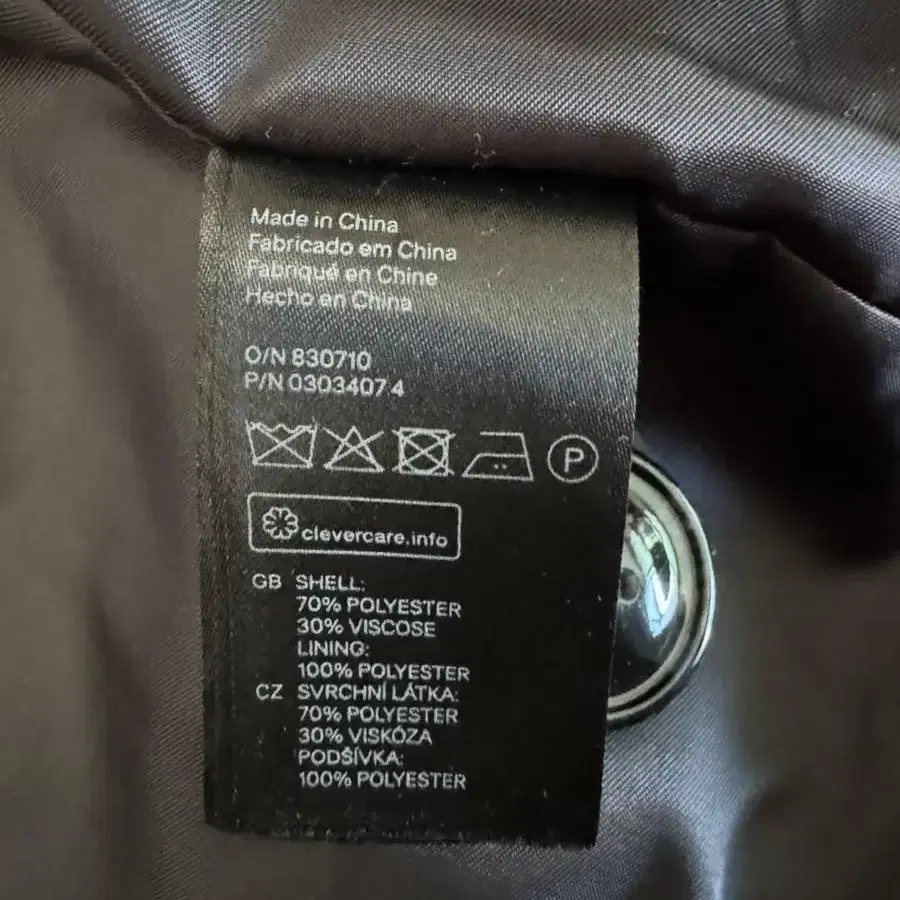 Made in China
Fabricado em China
Fabriqué en Chine
Hecho en China
O/N 830710
P/N 0303407 4
P
clevercare.info
GB SHELL:
70% POLYESTER
30% VISCOSE
LINING:
100% POLYESTER
CZ SVRCHNÍ LÁTKA:
70% POLYESTER
30% VISKÓZA
PODŠÍVKA:
100% POLYESTER